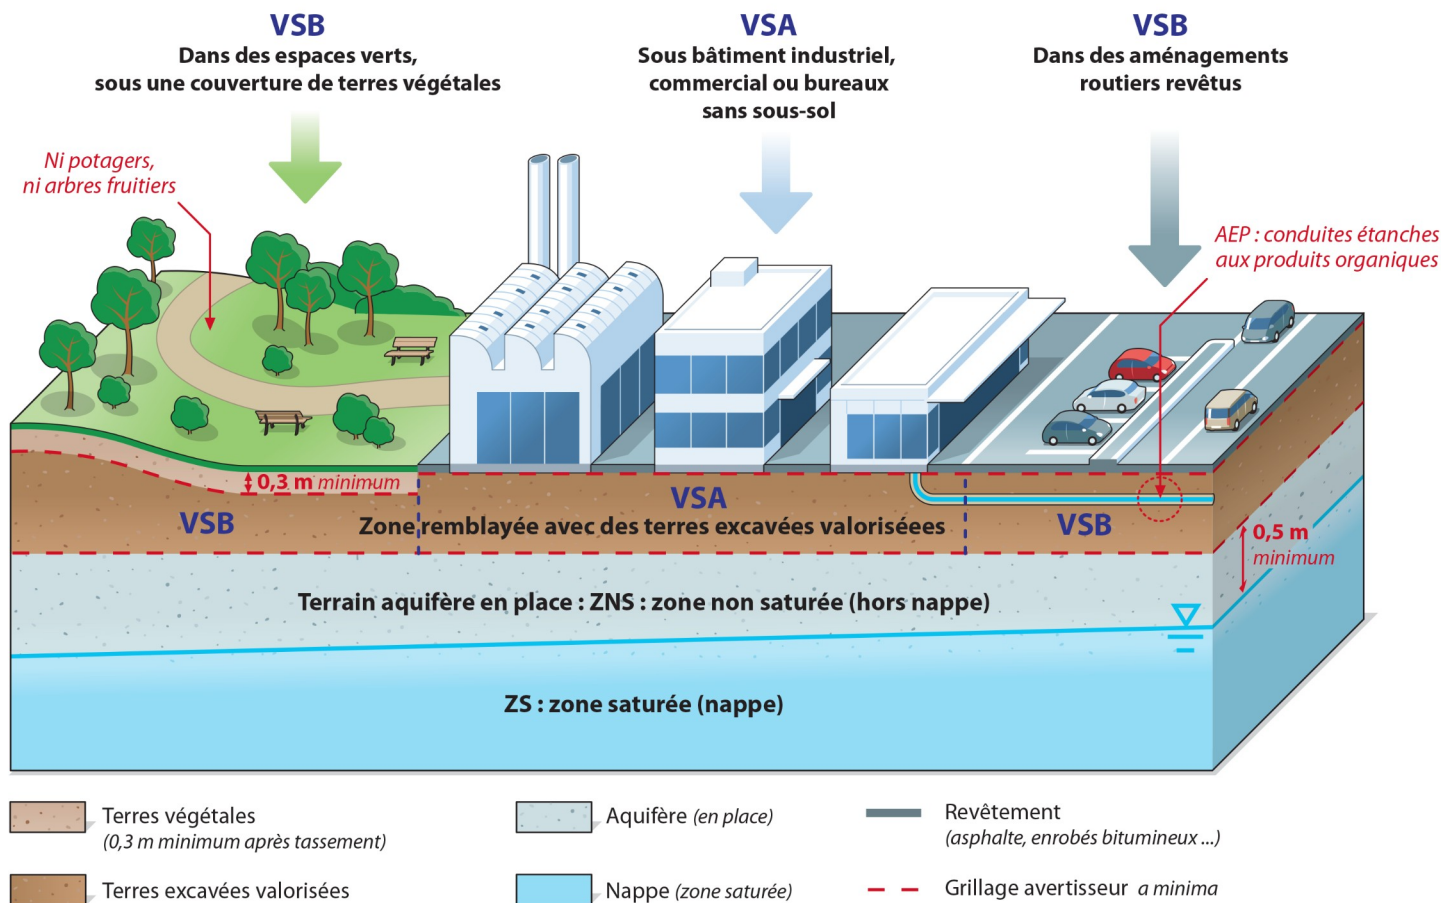 VSB
Dans des espaces verts,
sous une couverture de terres végétales
VSA
Sous bâtiment industriel,
commercial ou bureaux
sans sous-sol
VSB
Dans des aménagements
routiers revêtus
Ni potagers,
ni arbres fruitiers
AEP : conduites étanches
aux produits organiques
0,3 m minimum
VSB
VSA
Zone remblayée avec des terres excavées valoriséees
VSB
0,5 m
minimum
Terrain aquifère en place : ZNS : zone non saturée (hors nappe)
ZS : zone saturée (nappe)
Terres végétales
(0,3 m minimum après tassement)
Aquifère (en place)
Revêtement
(asphalte, enrobés bitumineux ...)
Terres excavées valorisées
Nappe (zone saturée)
Grillage avertisseur a minima